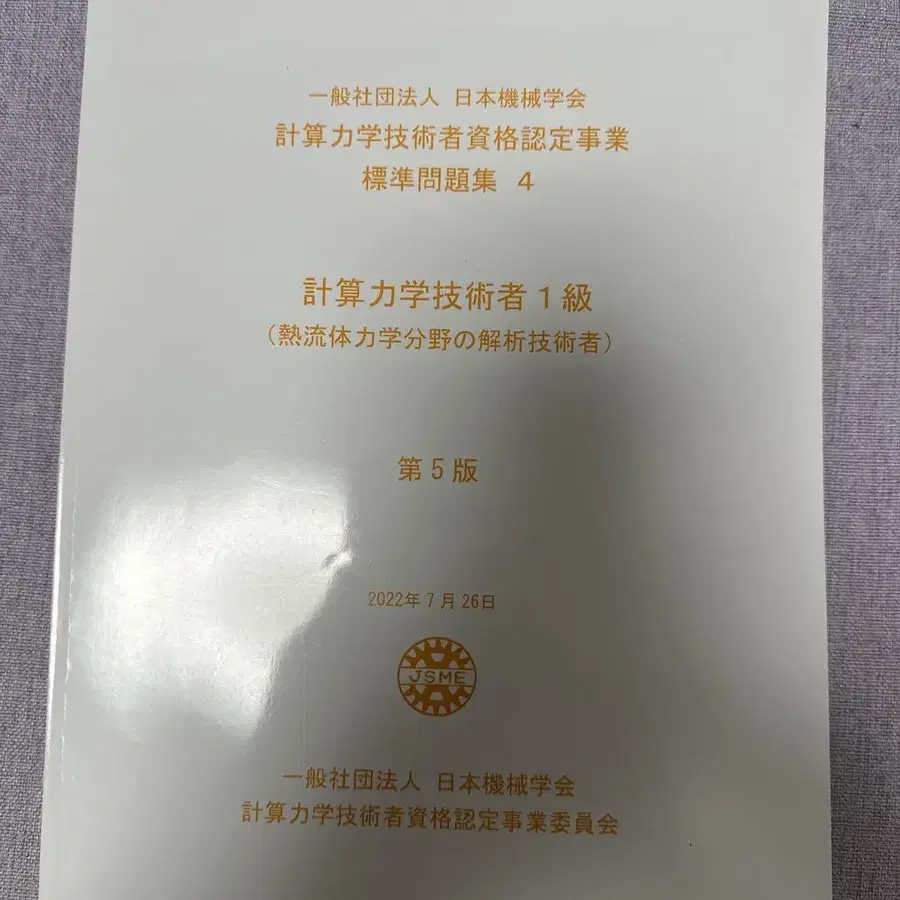 一般社団法人 日本機械学会
計算力学技術者資格認定事業
標準問題集 4
計算力学技術者1級
(熱流体力学分野の解析技術者)
第5版
2022年7月26日
JSME
一般社団法人 日本機械学会
計算力学技術者資格認定事業委員会